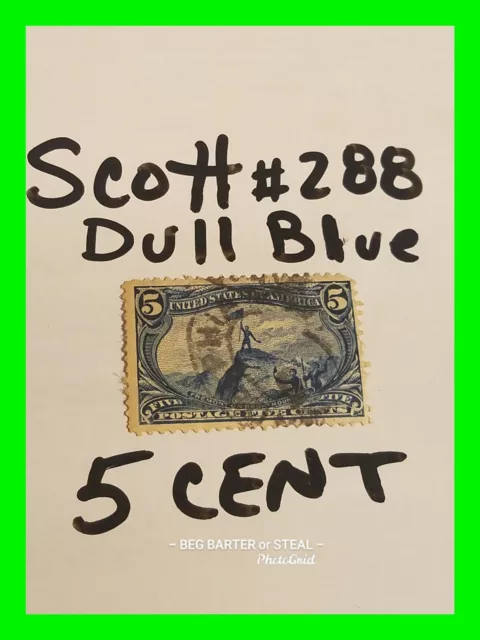 Scott #288
Dull Blue
5 5
UNITED STATES OF AMERICA
FIVE FIVE
POSTAGE FIVE CENTS
5 CENT
– BEG BARTER or STEAL –
PhotoGrid